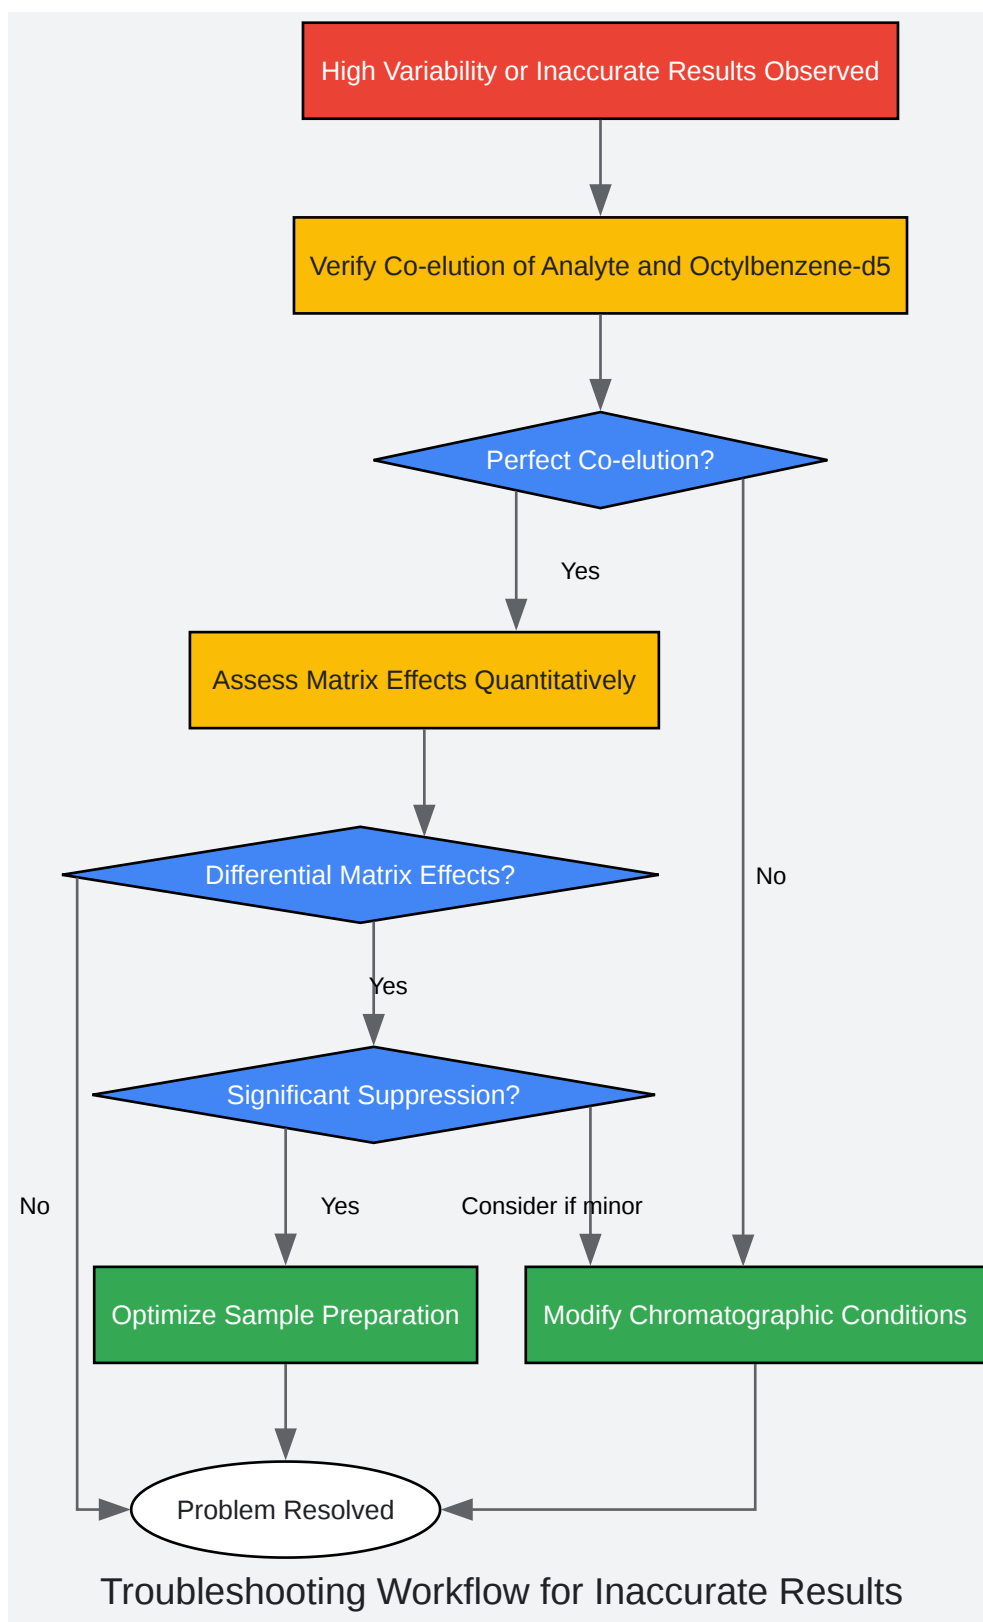 High Variability or Inaccurate Results Observed
Verify Co-elution of Analyte and Octylbenzene-d5
Perfect Co-elution?
Yes
Assess Matrix Effects Quantitatively
Differential Matrix Effects?
No
Yes
Significant Suppression?
No
Yes
Consider if minor
Optimize Sample Preparation
Modify Chromatographic Conditions
Problem Resolved
Troubleshooting Workflow for Inaccurate Results